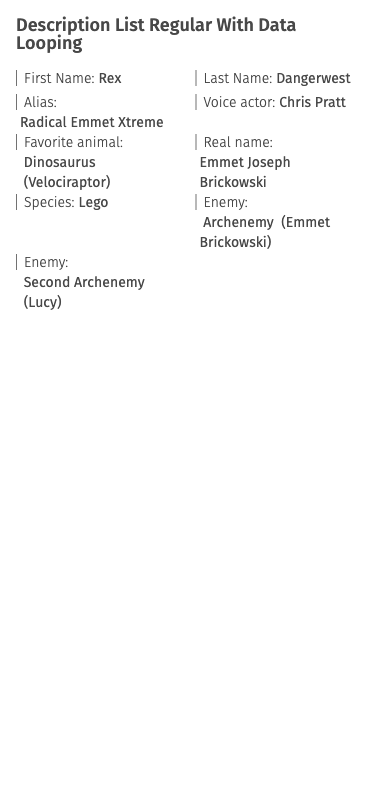 Description List Regular With Data
Looping
First Name: Rex
Last Name: Dangerwest
Alias:
Radical Emmet Xtreme
Voice actor: Chris Pratt
Favorite animal:
Dinosaurus
(Velociraptor)
Real name:
Emmet Joseph
Brickowski
Species: Lego
Enemy:
Archenemy (Emmet
Brickowski)
Enemy:
Second Archenemy
(Lucy)